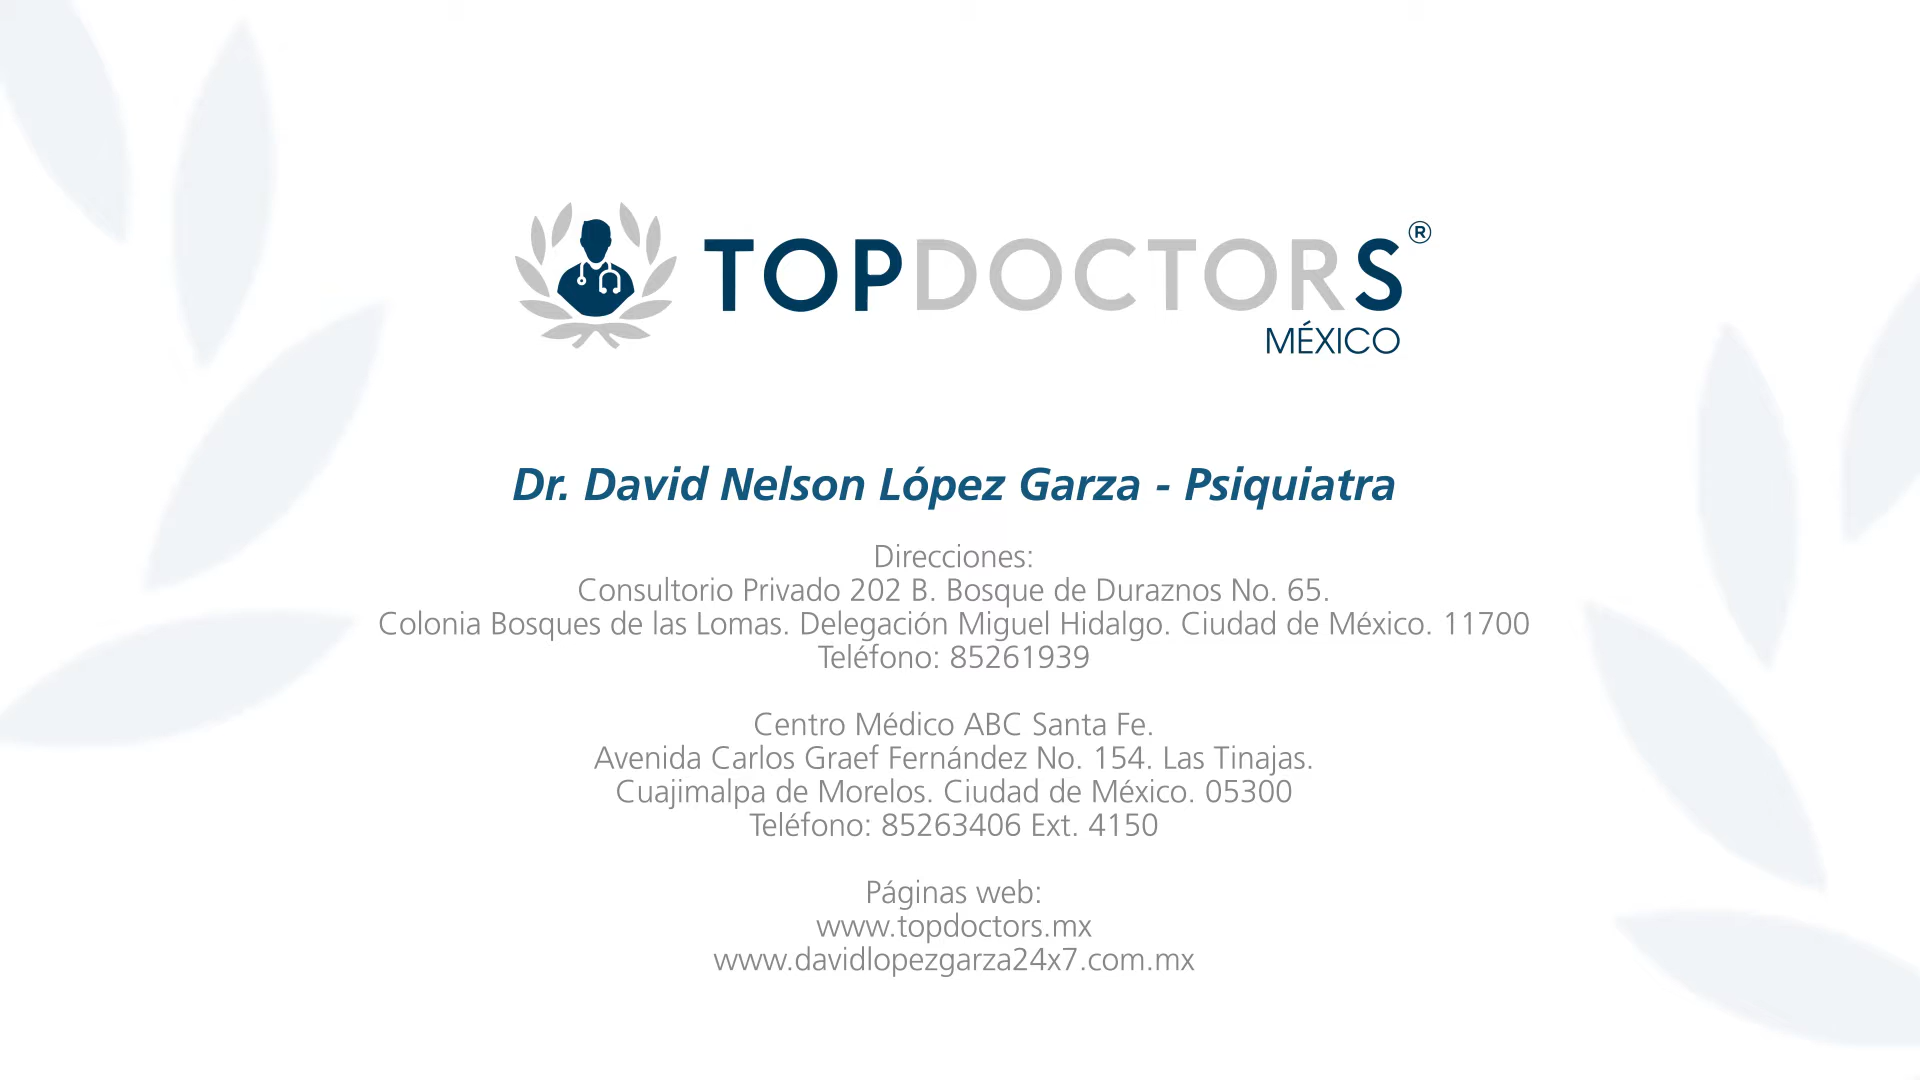 TOPDOCTORS®
MÉXICO
Dr. David Nelson López Garza - Psiquiatra
Direcciones:
Consultorio Privado 202 B. Bosque de Duraznos No. 65.
Colonia Bosques de las Lomas. Delegación Miguel Hidalgo. Ciudad de México. 11700
Teléfono: 85261939
Centro Médico ABC Santa Fe.
Avenida Carlos Graef Fernández No. 154. Las Tinajas.
Cuajimalpa de Morelos. Ciudad de México. 05300
Teléfono: 85263406 Ext. 4150
Páginas web:
www.topdoctors.mx
www.davidlopezgarza24x7.com.mx